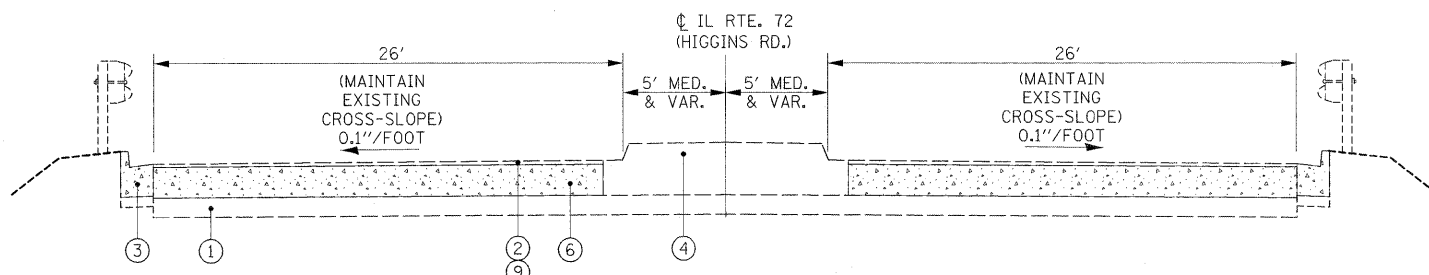 ℄ IL RTE. 72
(HIGGINS RD.)
26'
26'
(MAINTAIN
EXISTING
CROSS-SLOPE)
0.1"/FOOT
5' MED.
& VAR.
5' MED.
& VAR.
(MAINTAIN
EXISTING
CROSS-SLOPE)
0.1"/FOOT
3
1
2
6
4
9